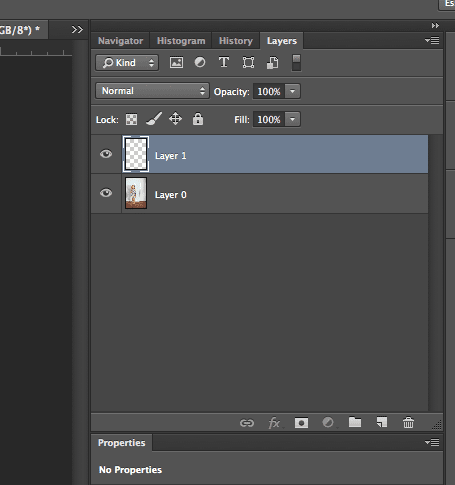 Es
GB/8*) *
Navigator Histogram History Layers
Kind
Normal Opacity: 100%
Lock: Fill: 100%
Layer 1
Layer 0
fx
Properties
No Properties